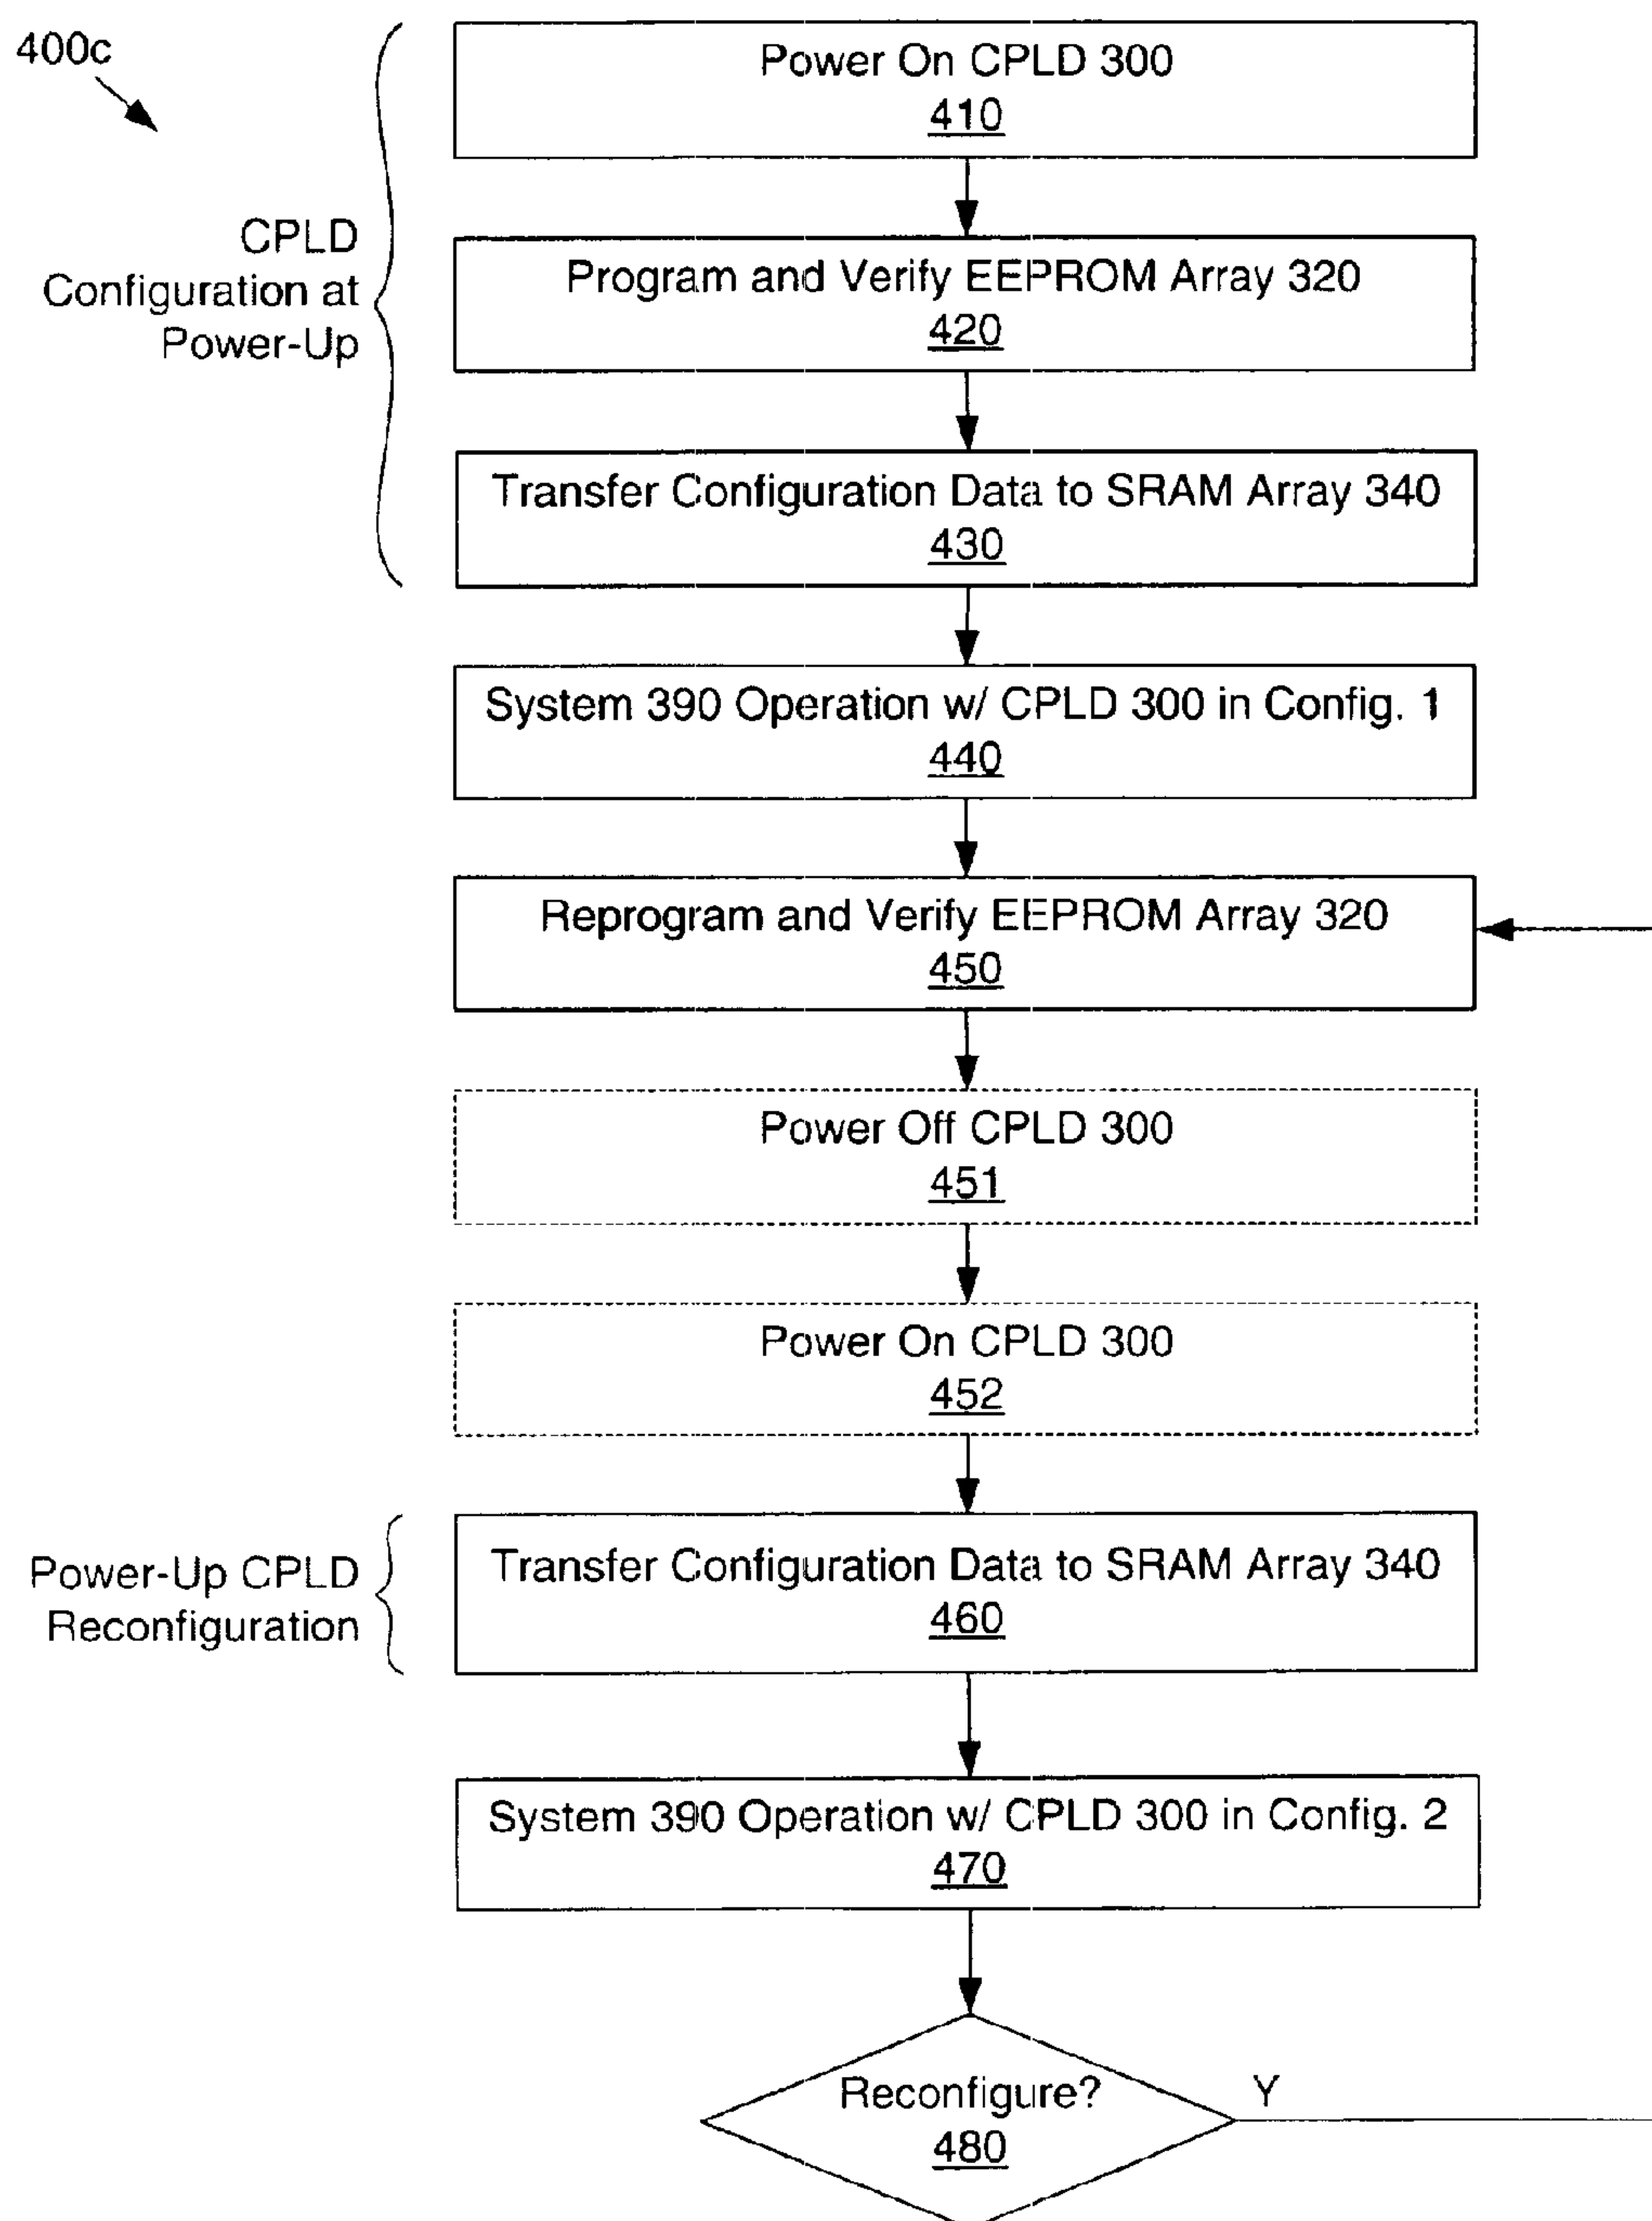 400c
Power On CPLD 300
410
CPLD
Configuration at
Power-Up
Program and Verify EEPROM Array 320
420
Transfer Configuration Data to SRAM Array 340
430
System 390 Operation w/ CPLD 300 in Config. 1
440
Reprogram and Verify EEPROM Array 320
450
Power Off CPLD 300
451
Power On CPLD 300
452
Power-Up CPLD
Reconfiguration
Transfer Configuration Data to SRAM Array 340
460
System 390 Operation w/ CPLD 300 in Config. 2
470
Reconfigure?
480
Y